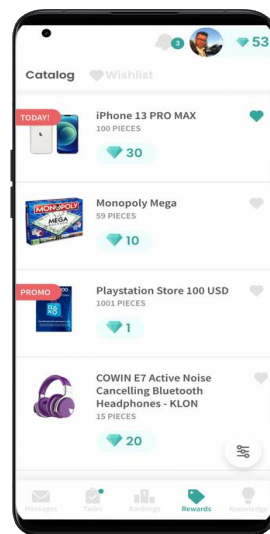 3
53
Catalog
Wishlist
TODAY!
iPhone 13 PRO MAX
100 PIECES
30
MONOPOLY
MEGA
Monopoly Mega
59 PIECES
10
PROMO
Playstation Store 100 USD
1001 PIECES
1
COWIN E7 Active Noise
Cancelling Bluetooth
Headphones - KLON
15 PIECES
20
Messages
Tasks
Rankings
Rewards
Knowledge